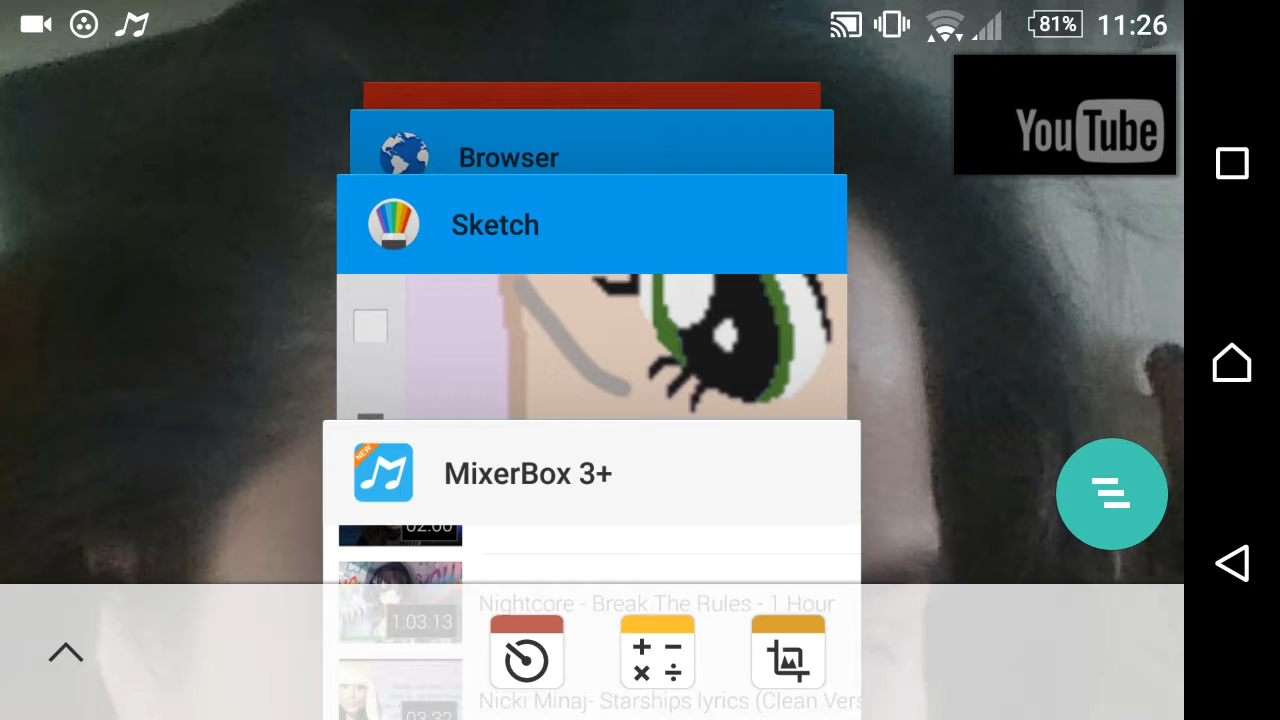 81% 11:26
YouTube
Browser
Sketch
NEW
MixerBox 3+
02:00
Nightcore - Break The Rules - 1 Hour
1:03:13
Nicki Minaj- Starships lyrics (Clean Vers
03:32